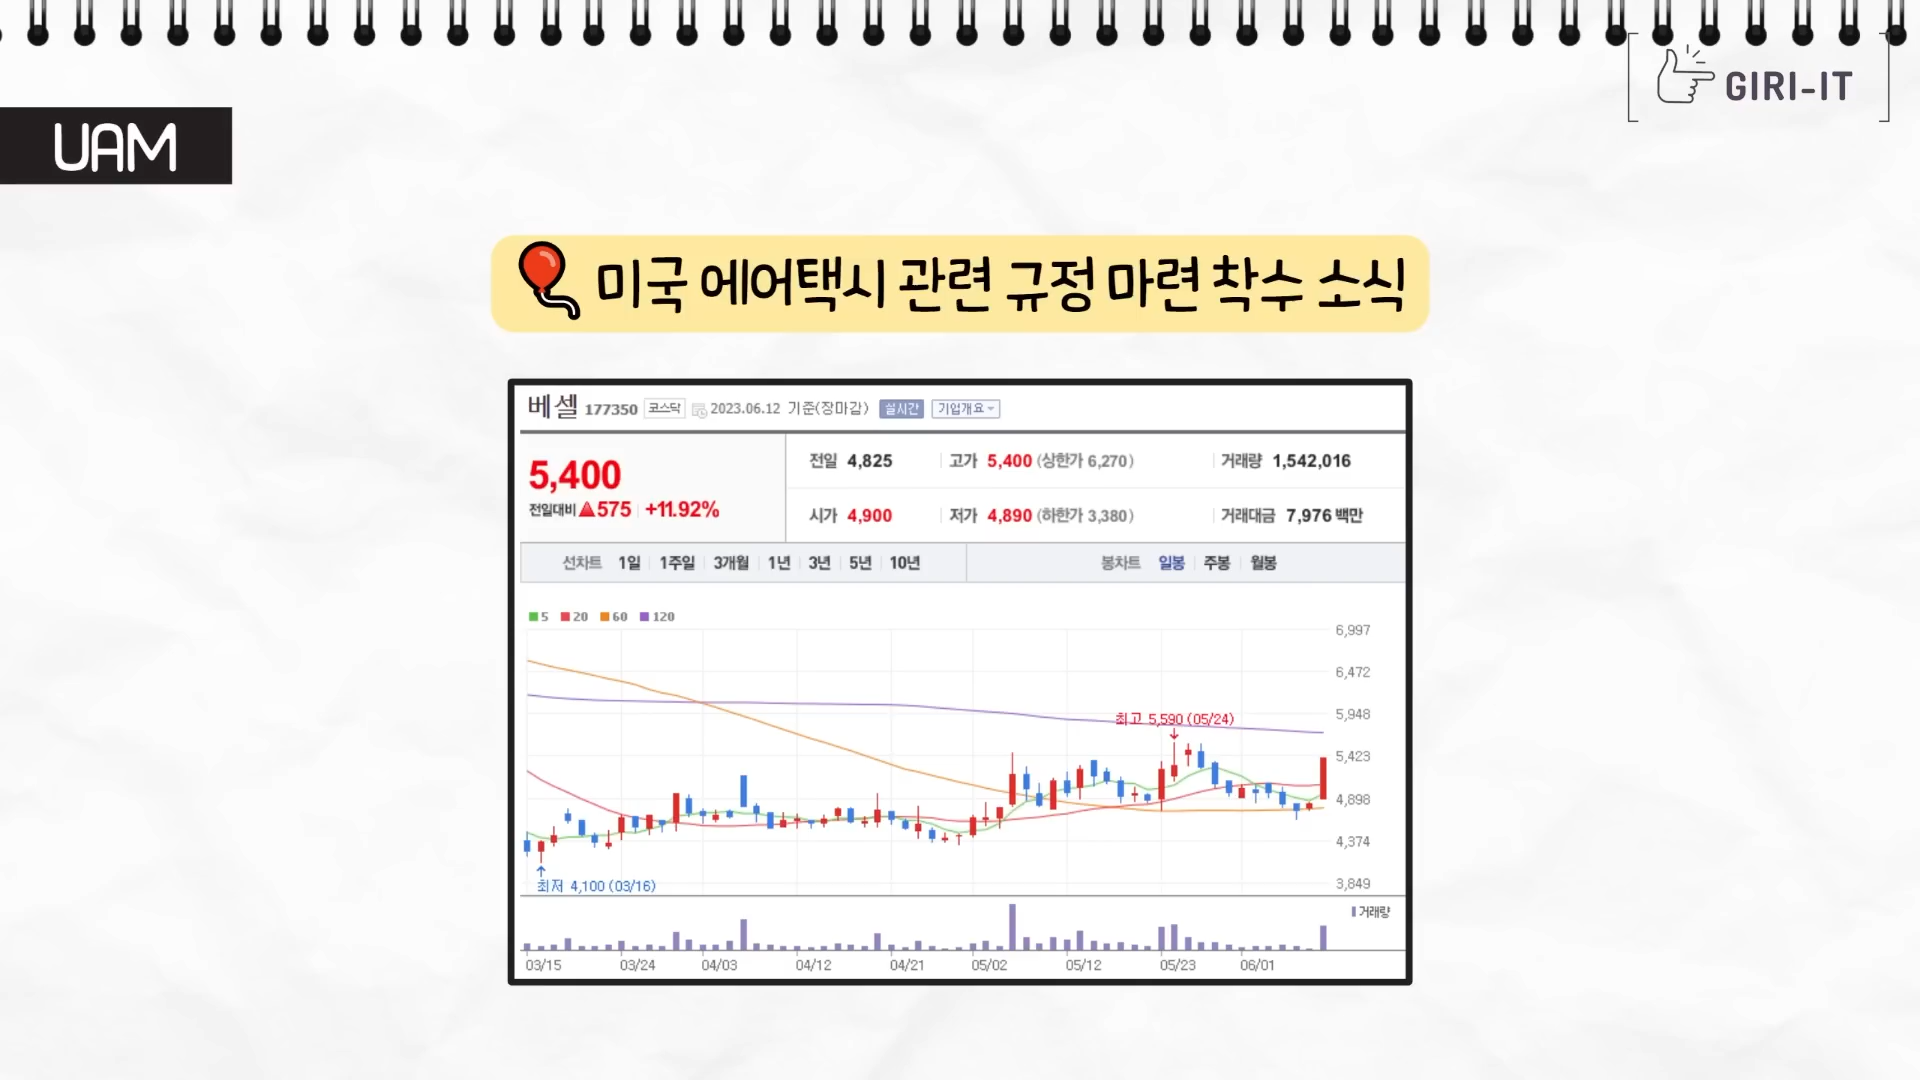 GIRI-IT
UAM
미국 에어택시 관련 규정 마련 착수 소식
베셀 177350 코스닥 2023.06.12 기준(장마감) 실시간 기업개요
5,400
전일대비 ▲575 +11.92%
전일 4,825 고가 5,400 (상한가 6,270) 거래량 1,542,016
시가 4,900 저가 4,890 (하한가 3,380) 거래대금 7,976 백만
선차트 1일 1주일 3개월 1년 3년 5년 10년 봉차트 일봉 주봉 월봉
5 20 60 120
6,997
6,472
5,948
최고 5,590 (05/24)
5,423
4,898
4,374
3,849
최저 4,100 (03/16)
거래량
03/15 03/24 04/03 04/12 04/21 05/02 05/12 05/23 06/01